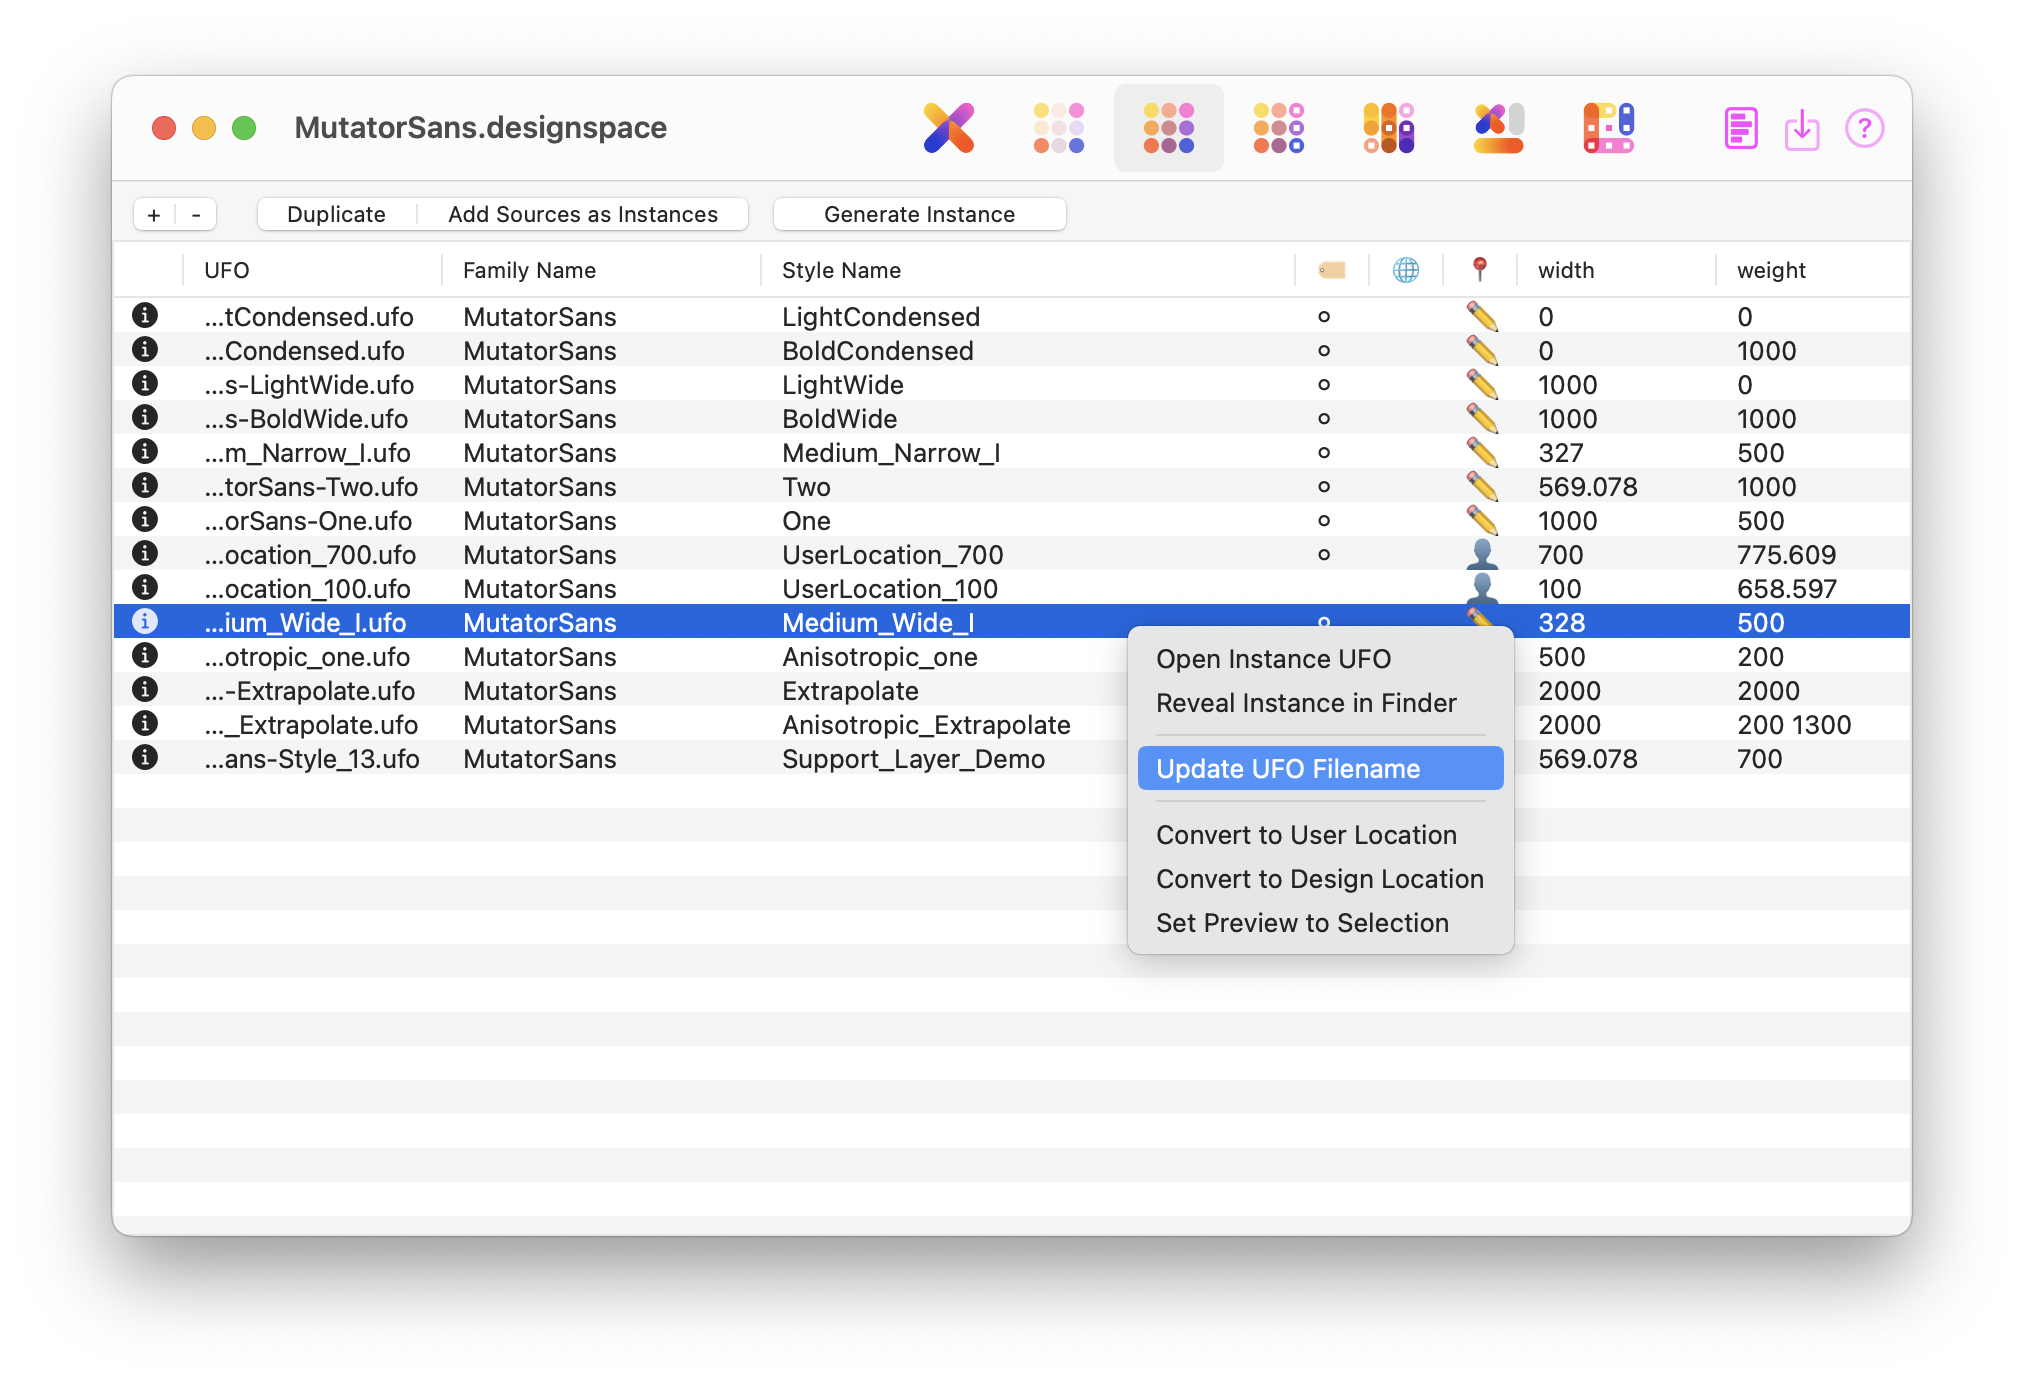 MutatorSans.designspace
?
+ - Duplicate Add Sources as Instances Generate Instance
UFO Family Name Style Name width weight
...tCondensed.ufo MutatorSans LightCondensed 0 0
...Condensed.ufo MutatorSans BoldCondensed 0 1000
...s-LightWide.ufo MutatorSans LightWide 1000 0
...s-BoldWide.ufo MutatorSans BoldWide 1000 1000
...m_Narrow_I.ufo MutatorSans Medium_Narrow_I 327 500
...torSans-Two.ufo MutatorSans Two 569.078 1000
...orSans-One.ufo MutatorSans One 1000 500
...ocation_700.ufo MutatorSans UserLocation_700 700 775.609
...ocation_100.ufo MutatorSans UserLocation_100 100 658.597
...ium_Wide_I.ufo MutatorSans Medium_Wide_I 328 500
...otropic_one.ufo MutatorSans Anisotropic_one 500 200
...-Extrapolate.ufo MutatorSans Extrapolate 2000 2000
..._Extrapolate.ufo MutatorSans Anisotropic_Extrapolate 2000 200 1300
...ans-Style_13.ufo MutatorSans Support_Layer_Demo 569.078 700
Open Instance UFO
Reveal Instance in Finder
Update UFO Filename
Convert to User Location
Convert to Design Location
Set Preview to Selection